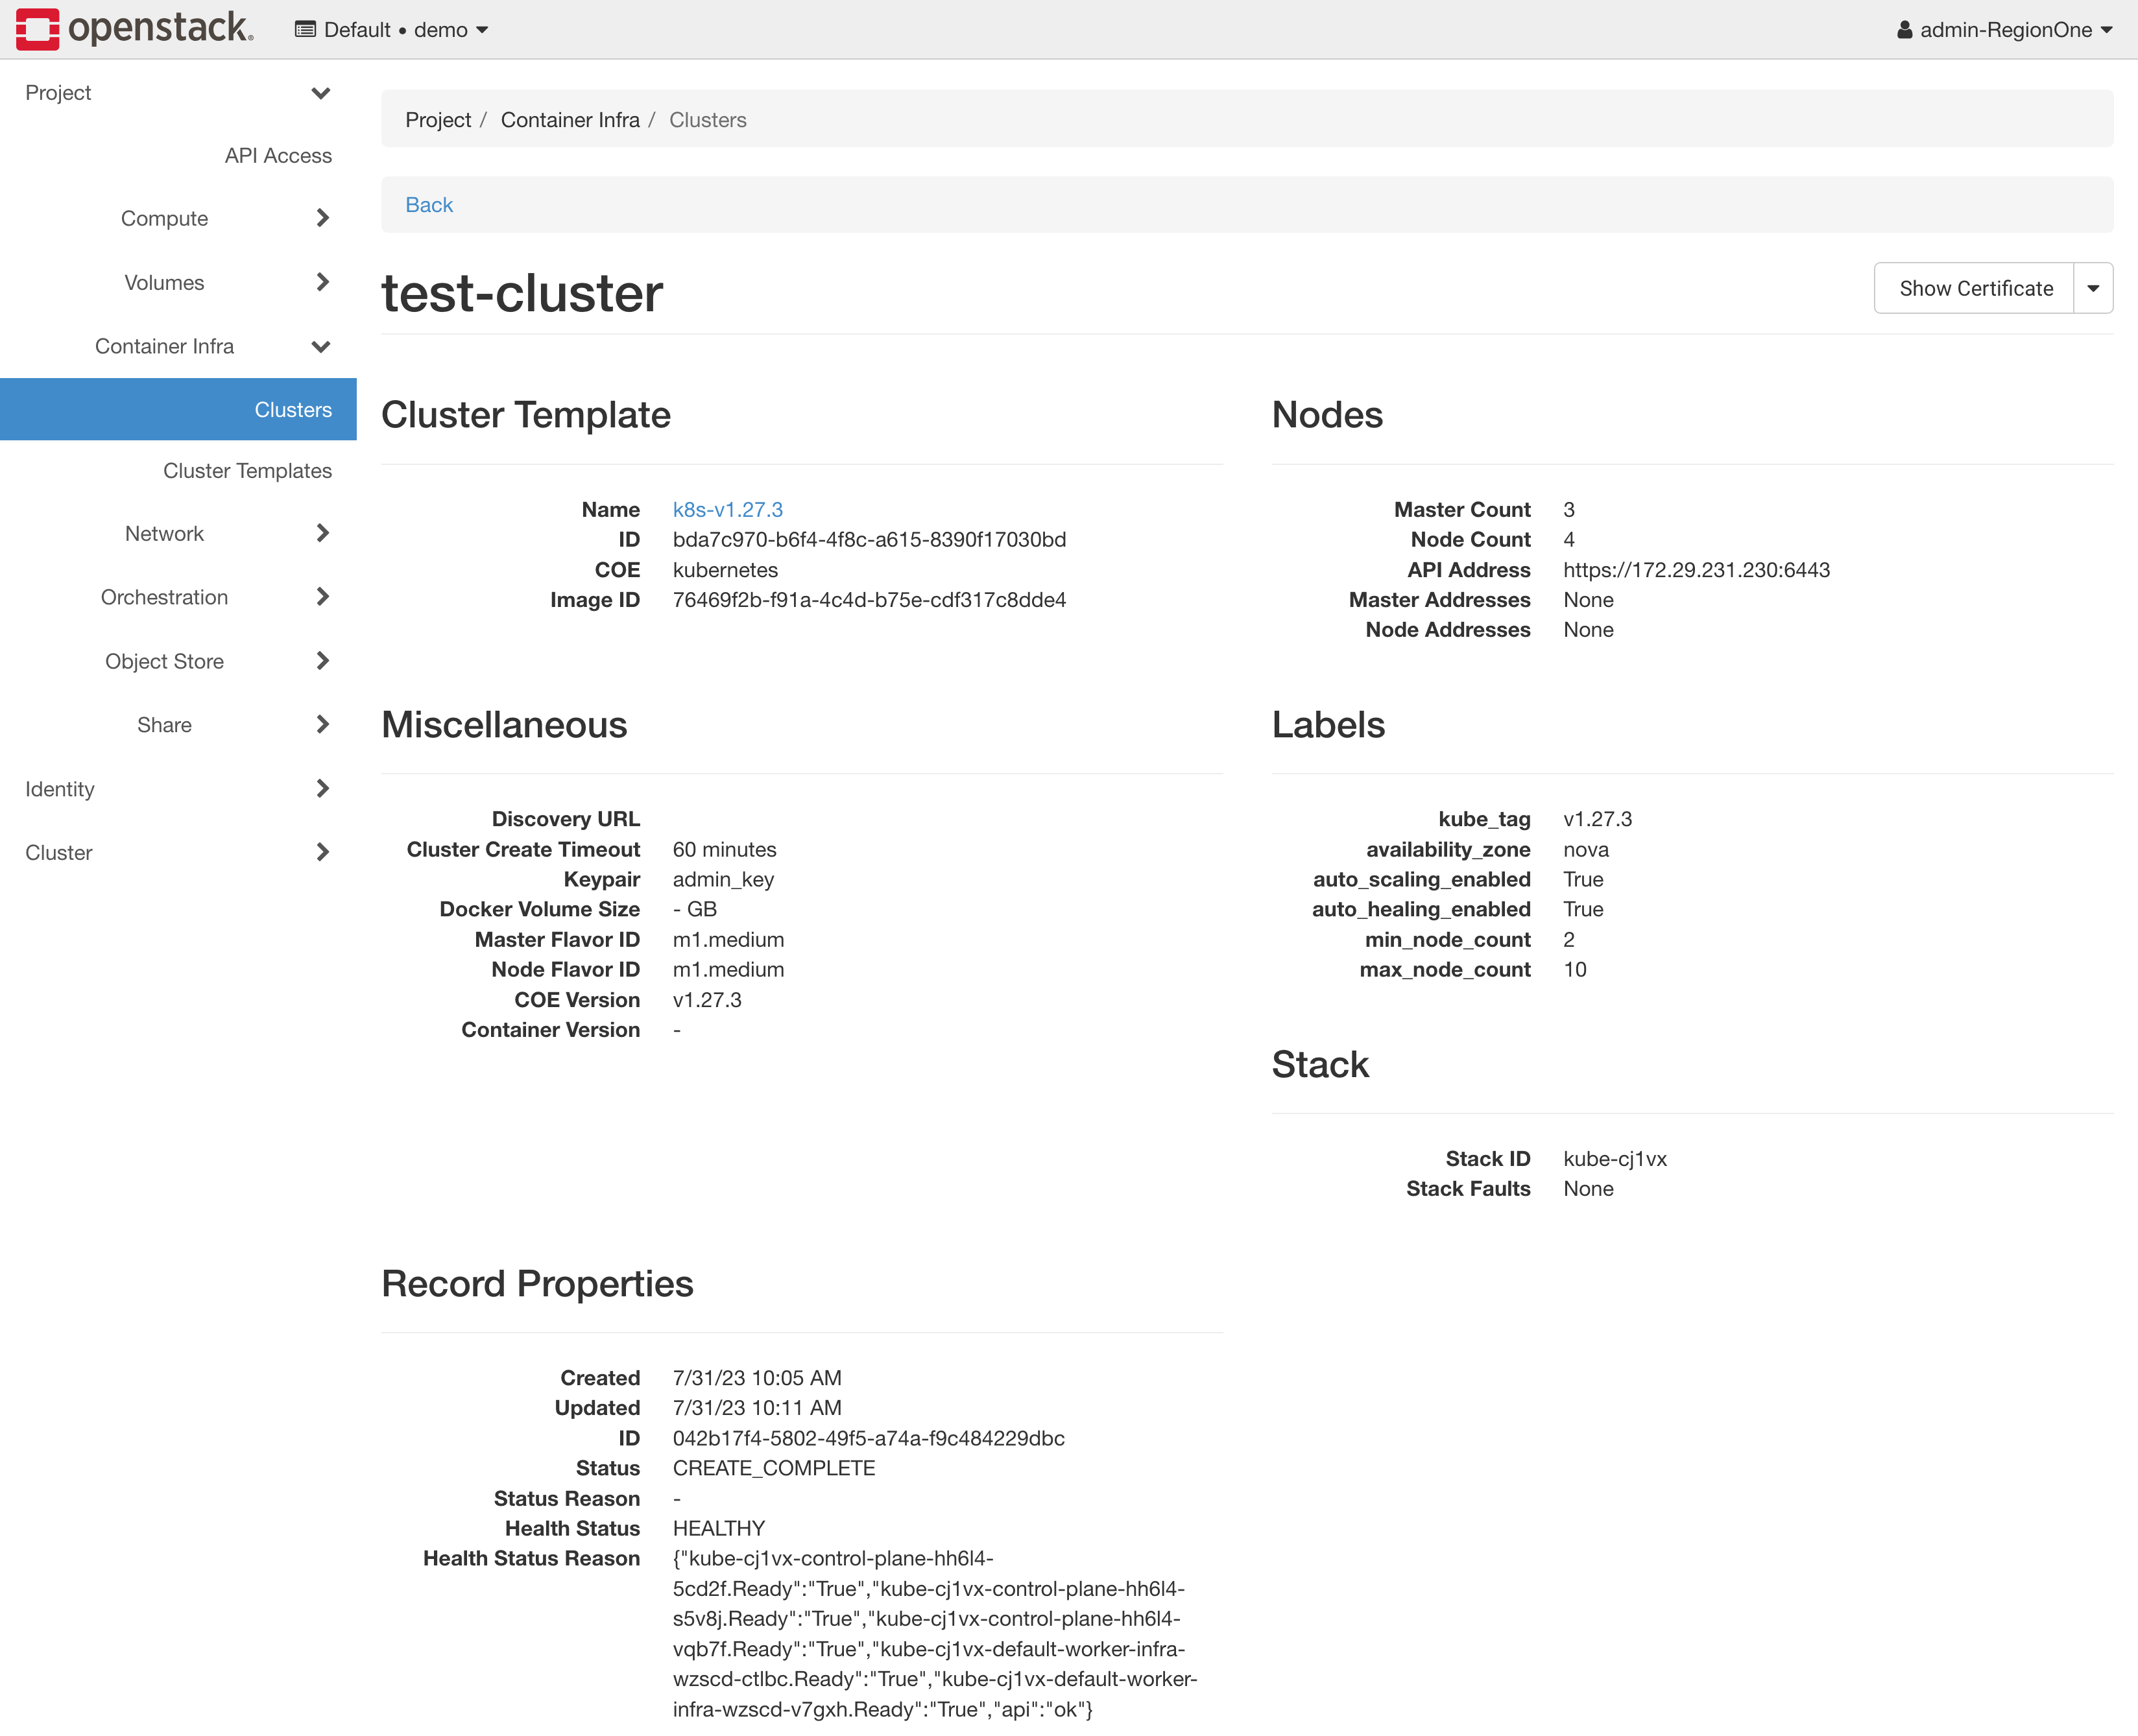 openstack.
Default • demo
admin-RegionOne
Project
API Access
Compute
Volumes
Container Infra
Clusters
Cluster Templates
Network
Orchestration
Object Store
Share
Identity
Cluster
Project / Container Infra / Clusters
Back
test-cluster
Show Certificate
Cluster Template
Name k8s-v1.27.3
ID bda7c970-b6f4-4f8c-a615-8390f17030bd
COE kubernetes
Image ID 76469f2b-f91a-4c4d-b75e-cdf317c8dde4
Nodes
Master Count 3
Node Count 4
API Address https://172.29.231.230:6443
Master Addresses None
Node Addresses None
Miscellaneous
Discovery URL
Cluster Create Timeout 60 minutes
Keypair admin_key
Docker Volume Size - GB
Master Flavor ID m1.medium
Node Flavor ID m1.medium
COE Version v1.27.3
Container Version -
Labels
kube_tag v1.27.3
availability_zone nova
auto_scaling_enabled True
auto_healing_enabled True
min_node_count 2
max_node_count 10
Stack
Stack ID kube-cj1vx
Stack Faults None
Record Properties
Created 7/31/23 10:05 AM
Updated 7/31/23 10:11 AM
ID 042b17f4-5802-49f5-a74a-f9c484229dbc
Status CREATE_COMPLETE
Status Reason -
Health Status HEALTHY
Health Status Reason {"kube-cj1vx-control-plane-hh6l4-
5cd2f.Ready":"True","kube-cj1vx-control-plane-hh6l4-
s5v8j.Ready":"True","kube-cj1vx-control-plane-hh6l4-
vqb7f.Ready":"True","kube-cj1vx-default-worker-infra-
wzscd-ctlbc.Ready":"True","kube-cj1vx-default-worker-
infra-wzscd-v7gxh.Ready":"True","api":"ok"}